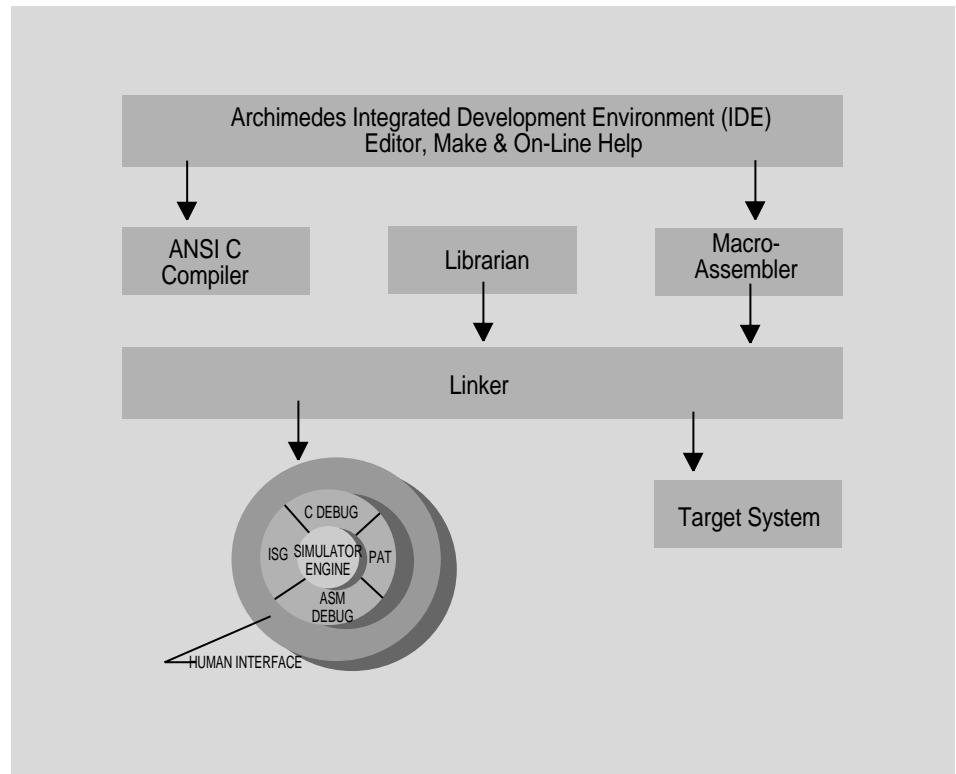 Archimedes Integrated Development Environment (IDE)
Editor, Make & On-Line Help
ANSI C
Compiler
Librarian
Macro-
Assembler
Linker
C DEBUG
ISG
SIMULATOR
ENGINE
PAT
ASM
DEBUG
Target System
HUMAN INTERFACE